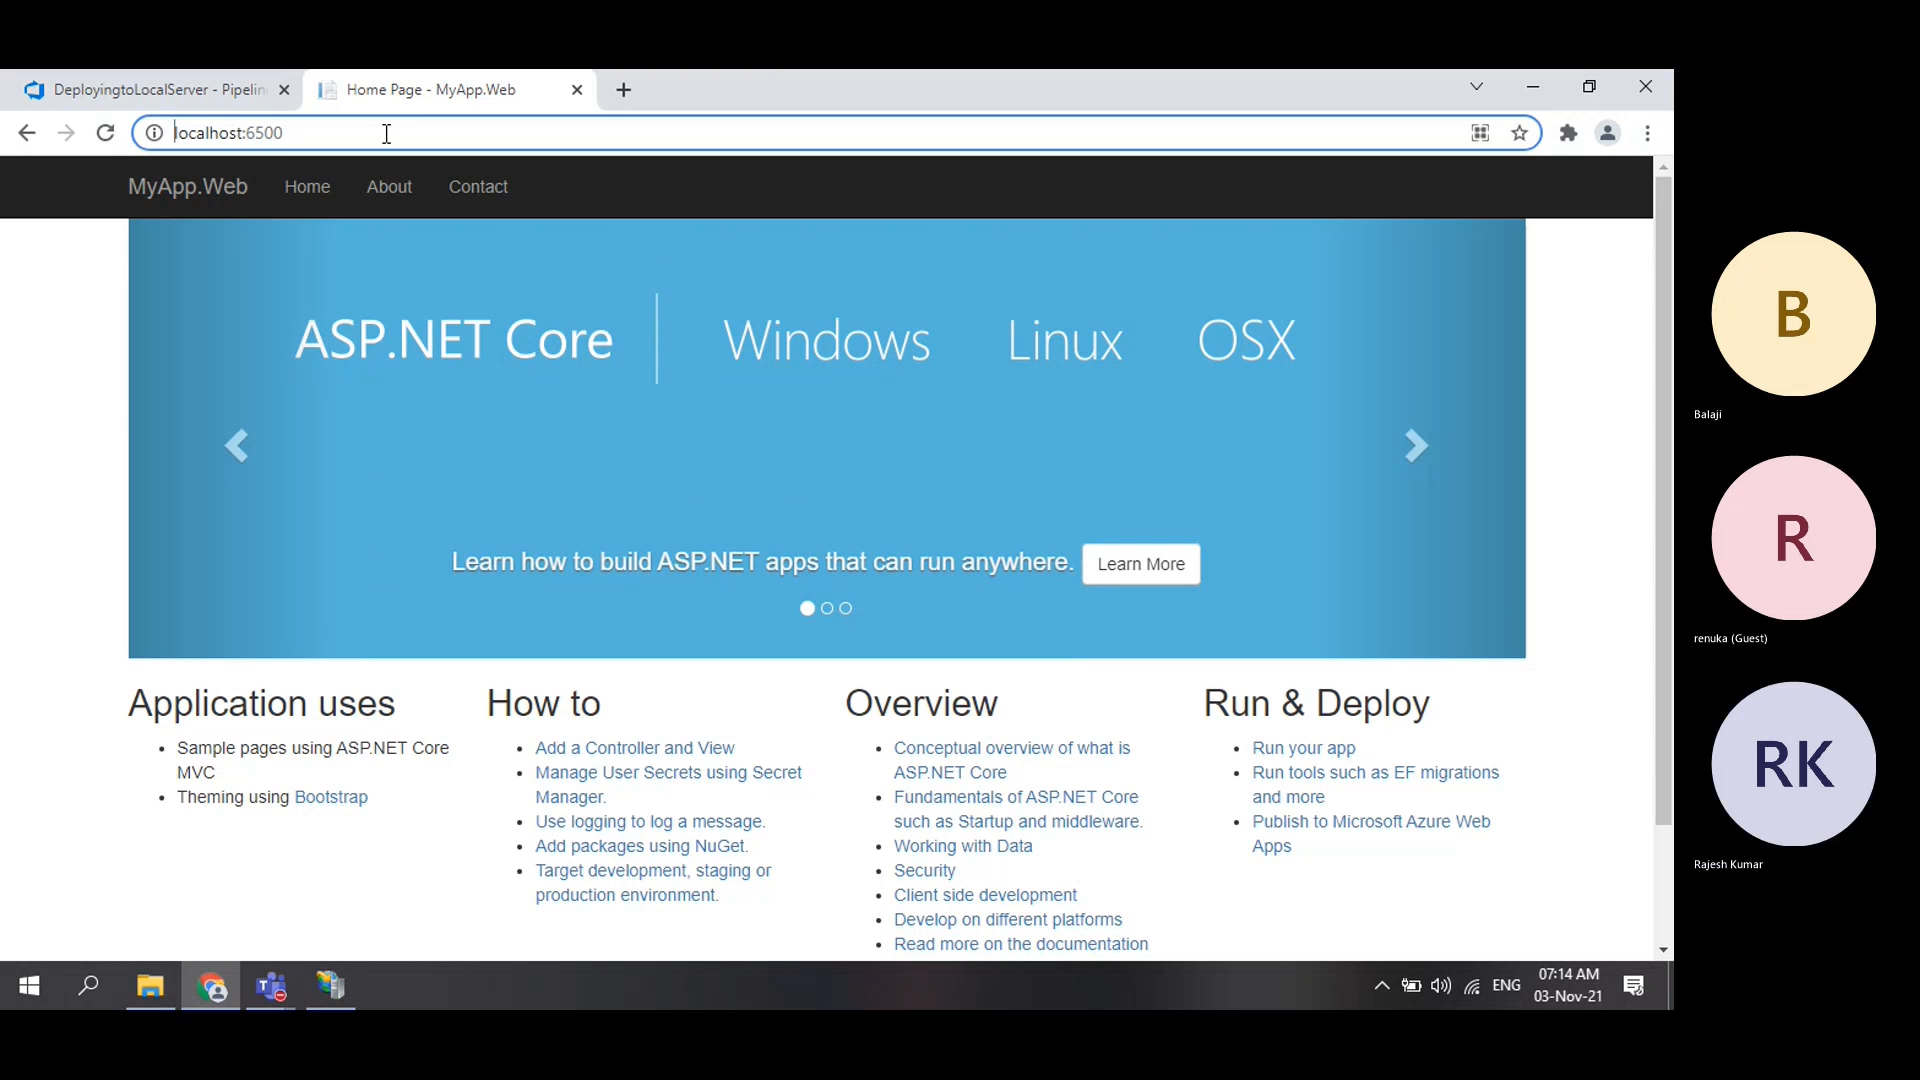 DeployingtoLocalServer - Pipelin
Home Page - MyApp.Web
localhost:6500
MyApp.Web
Home
About
Contact
ASP.NET Core
Windows
Linux
OSX
Learn how to build ASP.NET apps that can run anywhere.
Learn More
Application uses
Sample pages using ASP.NET Core
MVC
Theming using Bootstrap
How to
Add a Controller and View
Manage User Secrets using Secret
Manager.
Use logging to log a message.
Add packages using NuGet.
Target development, staging or
production environment.
Overview
Conceptual overview of what is
ASP.NET Core
Fundamentals of ASP.NET Core
such as Startup and middleware.
Working with Data
Security
Client side development
Develop on different platforms
Read more on the documentation
Run & Deploy
Run your app
Run tools such as EF migrations
and more
Publish to Microsoft Azure Web
Apps
B
Balaji
R
renuka (Guest)
RK
Rajesh Kumar
ENG
07:14 AM
03-Nov-21